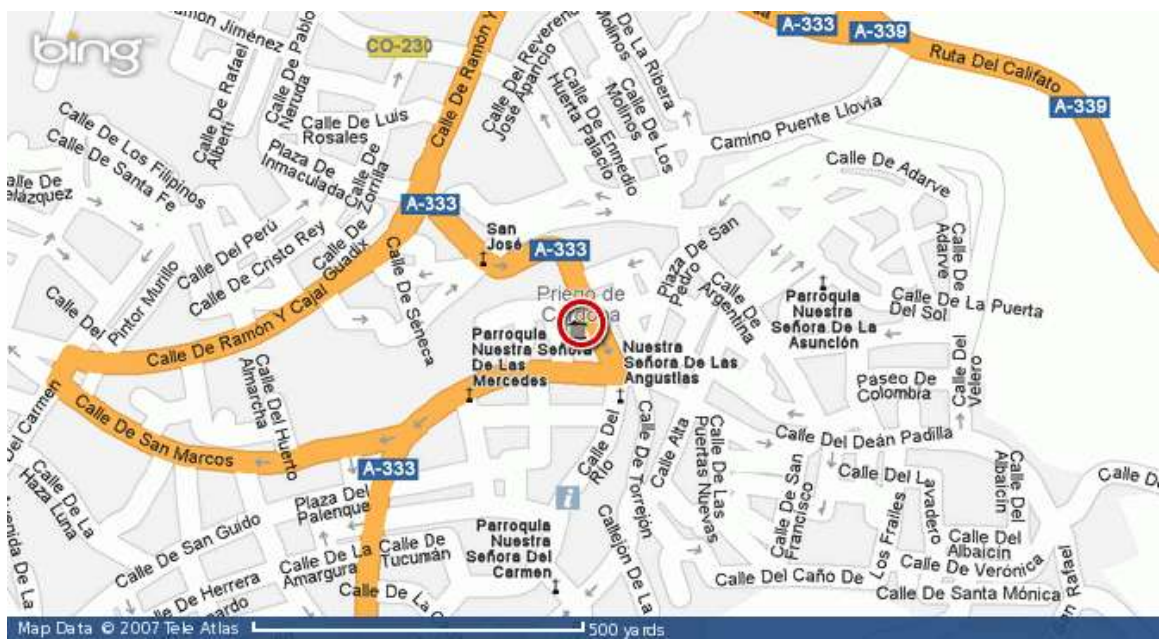 bing
Ramón Jiménez
Calle De Pablo
Neruda
Calle De Rafael
Alberti
CO-230
Calle De Ramón Y
Calle Del Reverend
José Aparicio
De La Ribera
Calle De Los
Molinos
Calle De Enmedio
Huerta Palacio
A-333
A-339
Ruta Del Califato
A-339
Camino Puente Llovia
Calle De Adarve
Calle De Luis
Rosales
Plaza De
Inmaculada
Calle De
Zorrilla
Calle De Los Filipinos
Calle De Santa Fe
Calle De
elázquez
A-333
San
José
A-333
Calle Del Perú
Calle De Cristo Rey
Calle De
Guadix
Calle De Seneca
Pintor Murillo
Calle Del
Calle De Ramón Y Cajal
Plaza De San
Pedro
Calle De
Argentina
Priego de
Córdoba
Parroquia
Nuestra Señora
De Las
Mercedes
Nuestra
Señora De Las
Angustias
Parroquia
Nuestra
Señora De La
Asunción
Calle De
Adarve
Calle De La Puerta
Del Sol
Calle Del
Velero
Paseo De
Colombia
Calle Del Deán Padilla
Calle Del Huerto
Almarcha
Calle De San Marcos
Del Carmen
Calle De La
Haza Luna
A-333
Plaza Del
Palenque
Calle De San Guido
Calle De La
Amargura
Calle De
Tucumán
Calle De Herrera
Calle De La
Parroquia
Nuestra
Señora Del
Carmen
Calle Del
Río
Calle De Torrejón
Calle Alta
Calle De Las
Puertas Nuevas
Callejón De La
Calle De San
Francisco
Calle Del Lavadero
Los Frailes
Calle Del
Albaicín
Calle Del
Albaicin
Calle De Verónica
Calle De Santa Mónica
Calle Del Caño De
Calle De
Rafael
Map Data © 2007 Tele Atlas
500 yards